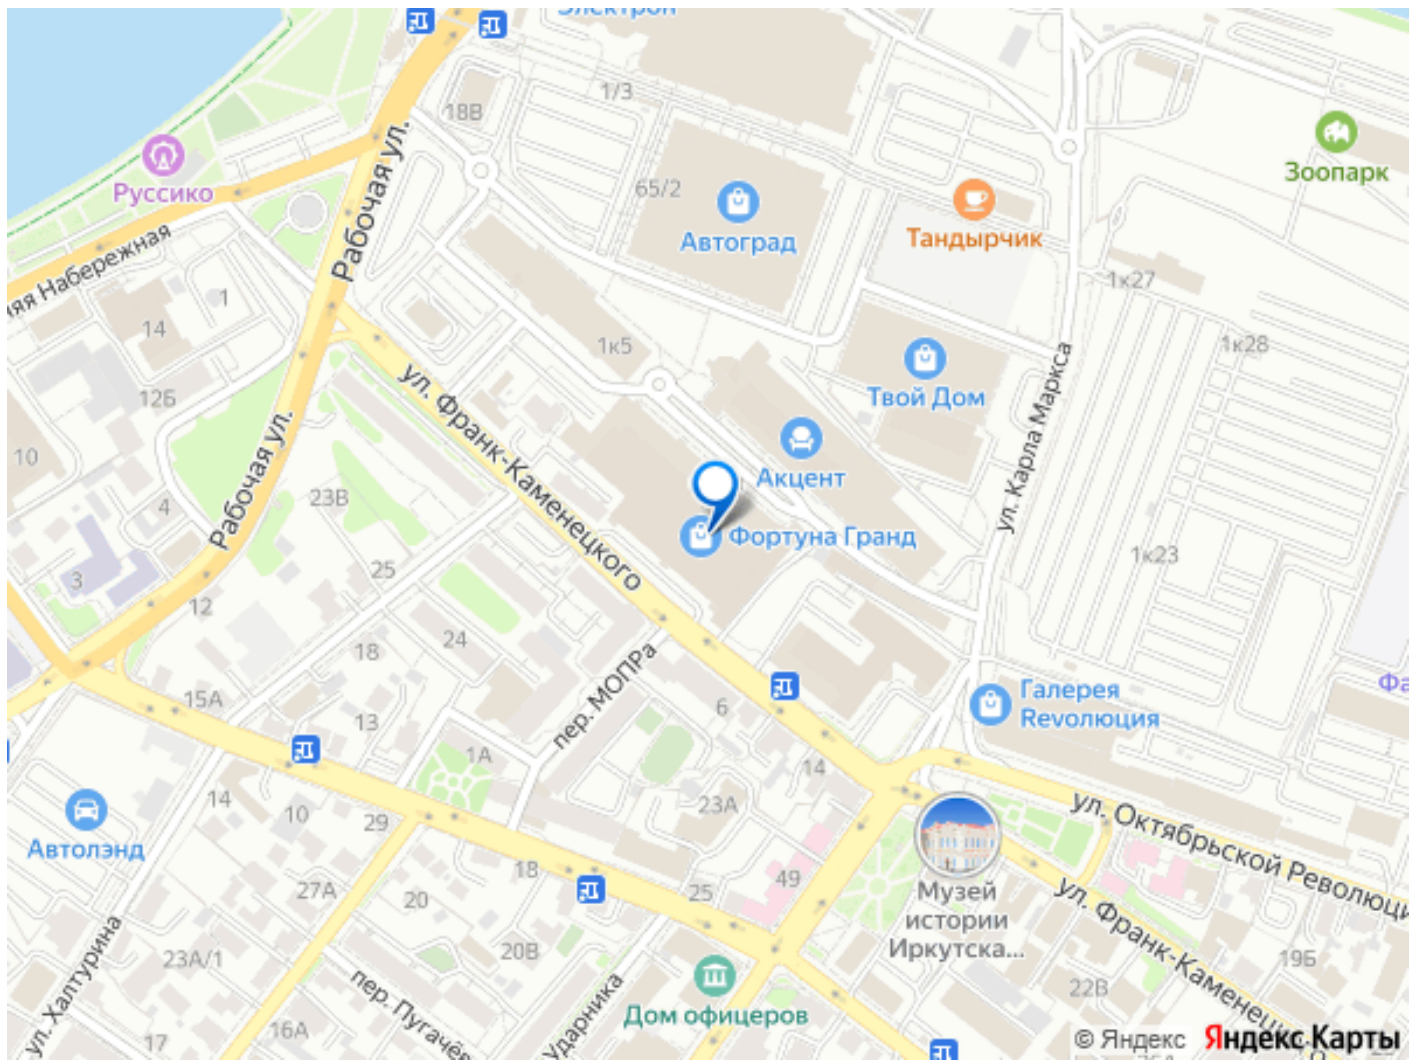 Электрон
1/3
18В
Руссико
Рабочая ул.
65/2
Автоград
Тандырчик
Зоопарк
1к27
1
14
1к5
1к28
Твой Дом
ул. Карла Маркса
12Б
ул. Франк-Каменецкого
Рабочая ул.
10
Акцент
4
23В
Фортуна Гранд
1к23
3
25
12
24
18
пер. МОПРа
15А
13
6
Галерея
Revолюция
1А
14
14
10
29
23А
ул. Октябрьской Революци
Автолэнд
18
49
25
27А
20
20В
Музей
истории
Иркутска...
ул. Франк-Каменец
19Б
23А/1
ул. Халтурина
пер. Пугачёв
Ударника
Дом офицеров
22В
17
16А
© Яндекс
Яндекс Карты